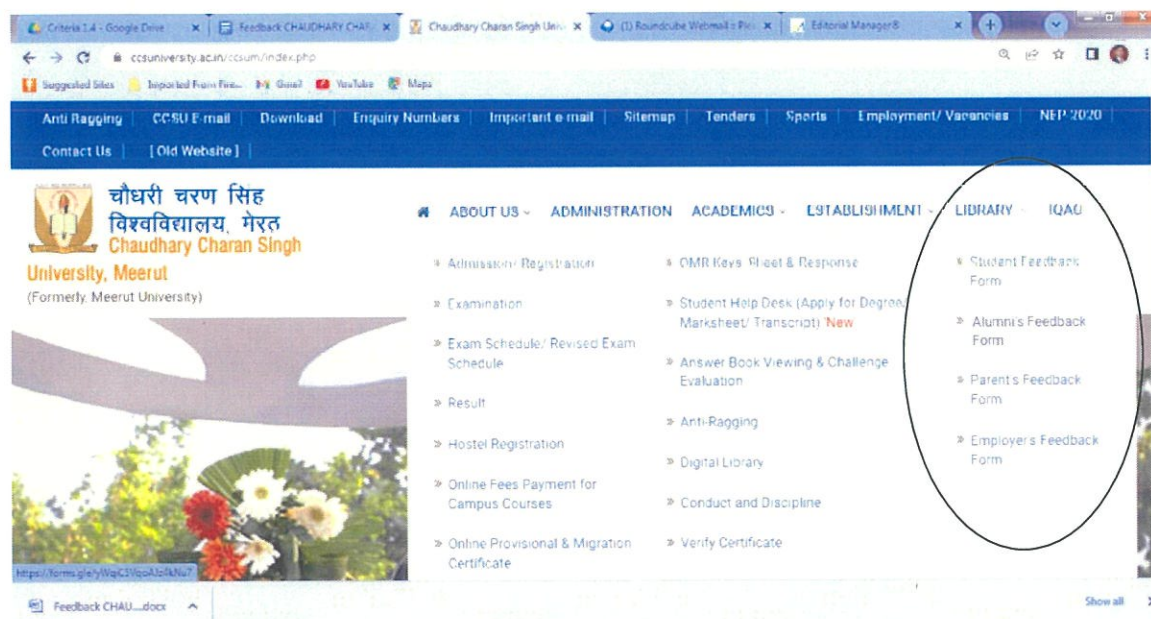 Criteria 1.4 - Google Drive
Feedback CHAUDHARY CHAR
Chaudhary Charan Singh Univ
(1) Roundcube Webmail :: Pic
Editorial Manager®
ccsuniversity.ac.in/ccsum/index.php
Suggested Sites Imported From Fire... Gmail YouTube Maps
Anti Ragging CCSU E-mail Download Enquiry Numbers Important e-mail Sitemap Tenders Sports Employment/ Vacancies NEP-2020
Contact Us [ Old Website ]
चौधरी चरण सिंह
विश्वविद्यालय, मेरठ
Chaudhary Charan Singh
University, Meerut
(Formerly, Meerut University)
ABOUT US ADMINISTRATION ACADEMICS ESTABLISHMENT LIBRARY IQAC
» Admission/ Registration
» Examination
» Exam Schedule/ Revised Exam
Schedule
» Result
» Hostel Registration
» Online Fees Payment for
Campus Courses
» Online Provisional & Migration
Certificate
» OMR Keys, Sheet & Response
» Student Help Desk (Apply for Degree/
Marksheet/ Transcript) 'New
» Answer Book Viewing & Challenge
Evaluation
» Anti-Ragging
» Digital Library
» Conduct and Discipline
» Verify Certificate
» Student Feedback
Form
» Alumni's Feedback
Form
» Parent's Feedback
Form
» Employer's Feedback
Form
Feedback CHAU....docx
Show all